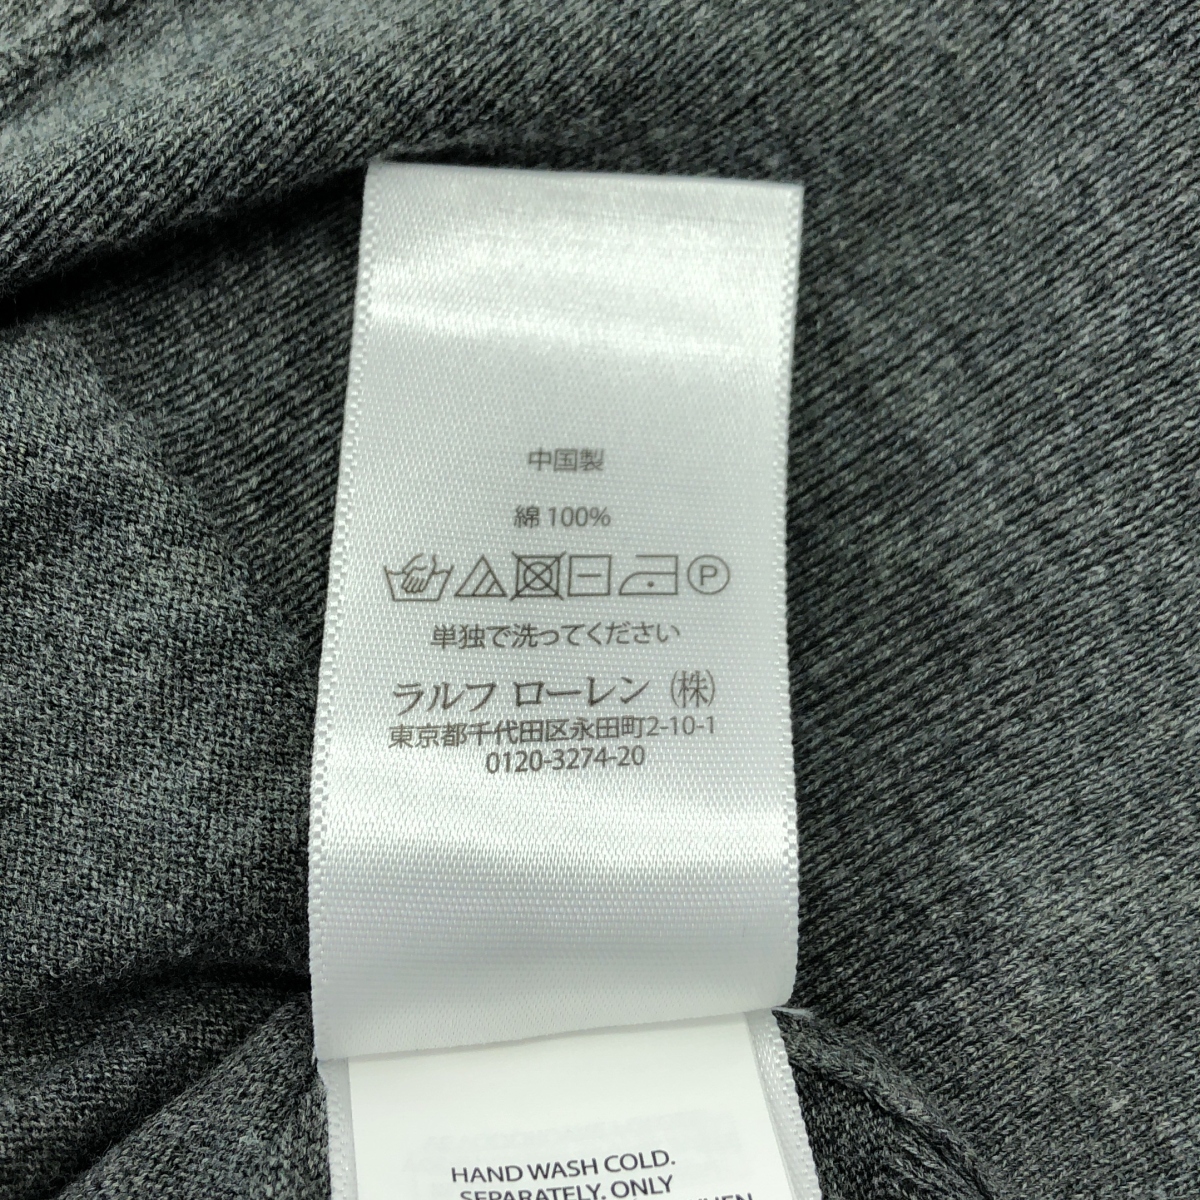 中国製
綿 100%
P
単独で洗ってください
ラルフ ローレン (株)
東京都千代田区永田町2-10-1
0120-3274-20
HAND WASH COLD.
SEPARATELY. ONLY